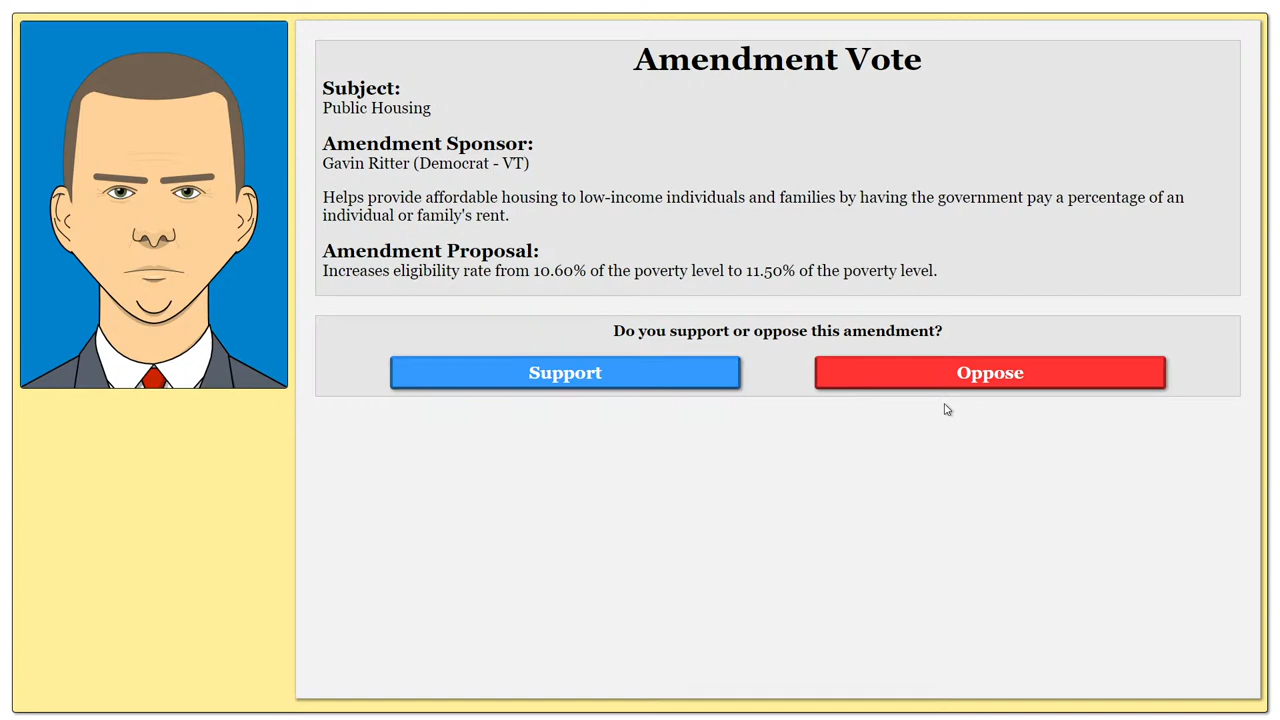 Amendment Vote
Subject:
Public Housing
Amendment Sponsor:
Gavin Ritter (Democrat - VT)
Helps provide affordable housing to low-income individuals and families by having the government pay a percentage of an
individual or family's rent.
Amendment Proposal:
Increases eligibility rate from 10.60% of the poverty level to 11.50% of the poverty level.
Do you support or oppose this amendment?
Support
Oppose